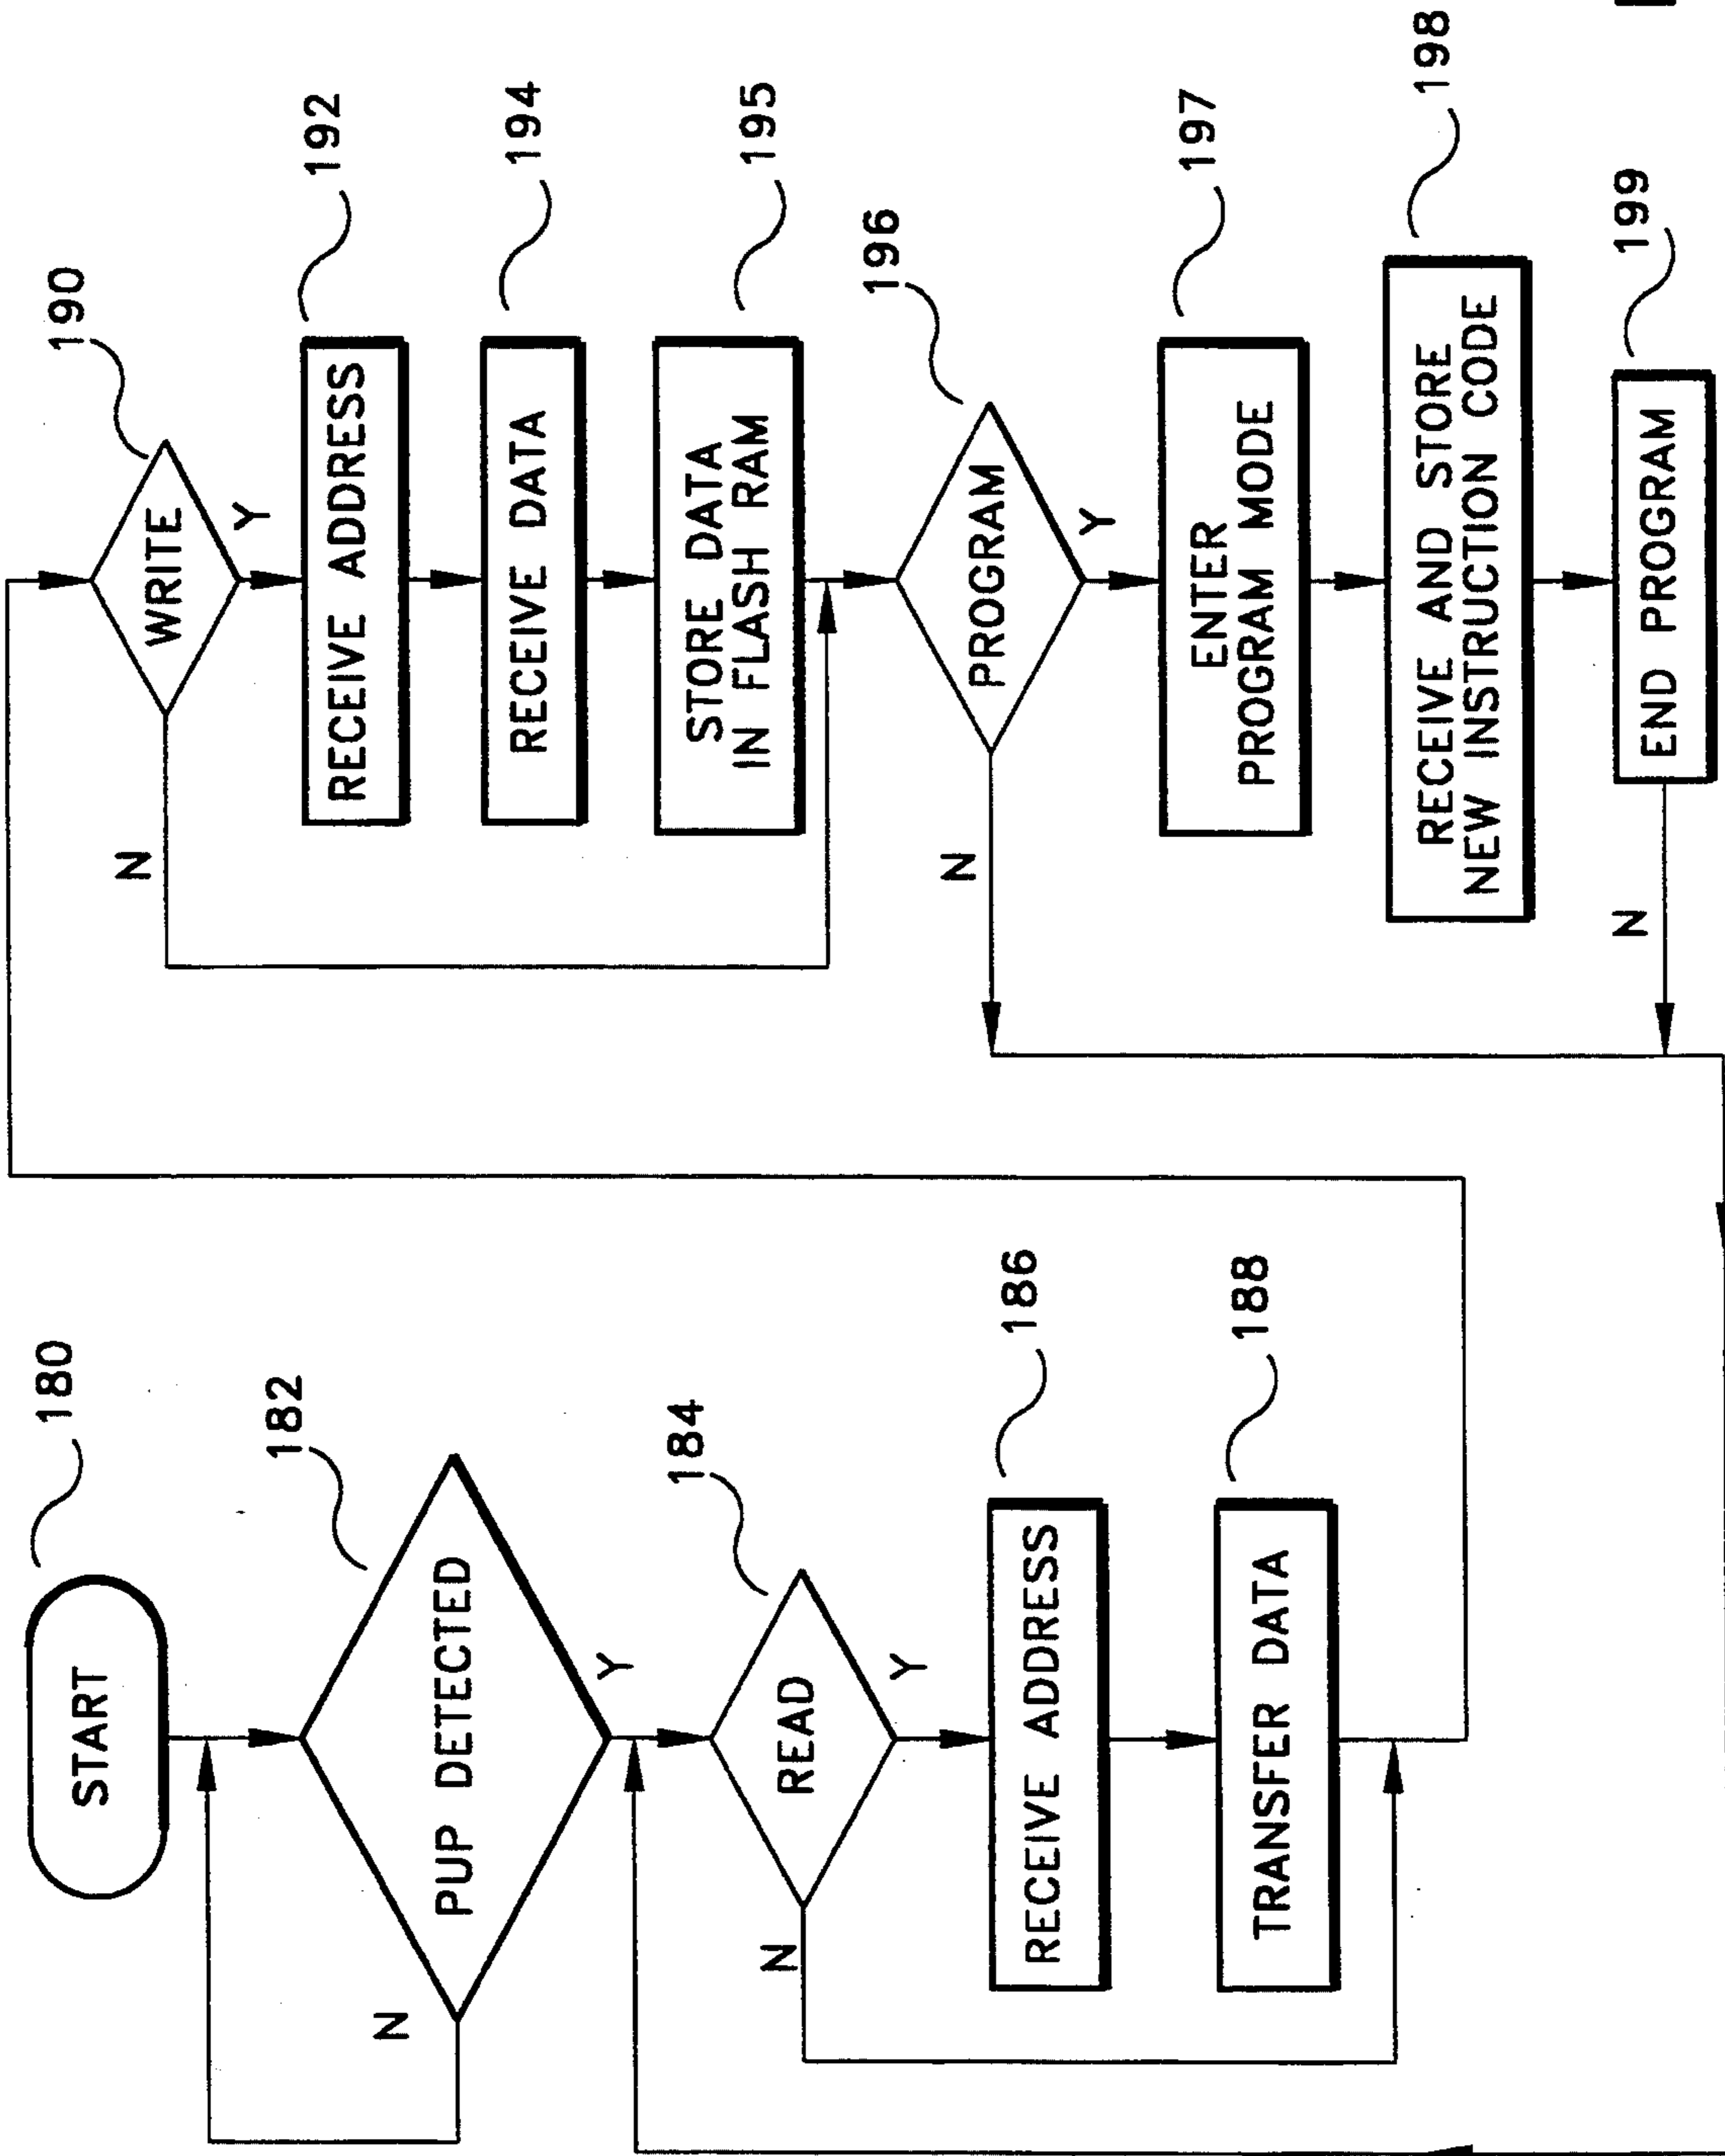 START
180
PUP DETECTED
182
N
Y
READ
184
N
Y
RECEIVE ADDRESS
186
TRANSFER DATA
188
WRITE
190
N
Y
RECEIVE ADDRESS
192
RECEIVE DATA
194
STORE DATA
IN FLASH RAM
195
PROGRAM
196
N
Y
ENTER
PROGRAM MODE
197
RECEIVE AND STORE
NEW INSTRUCTION CODE
198
END PROGRAM
199
N